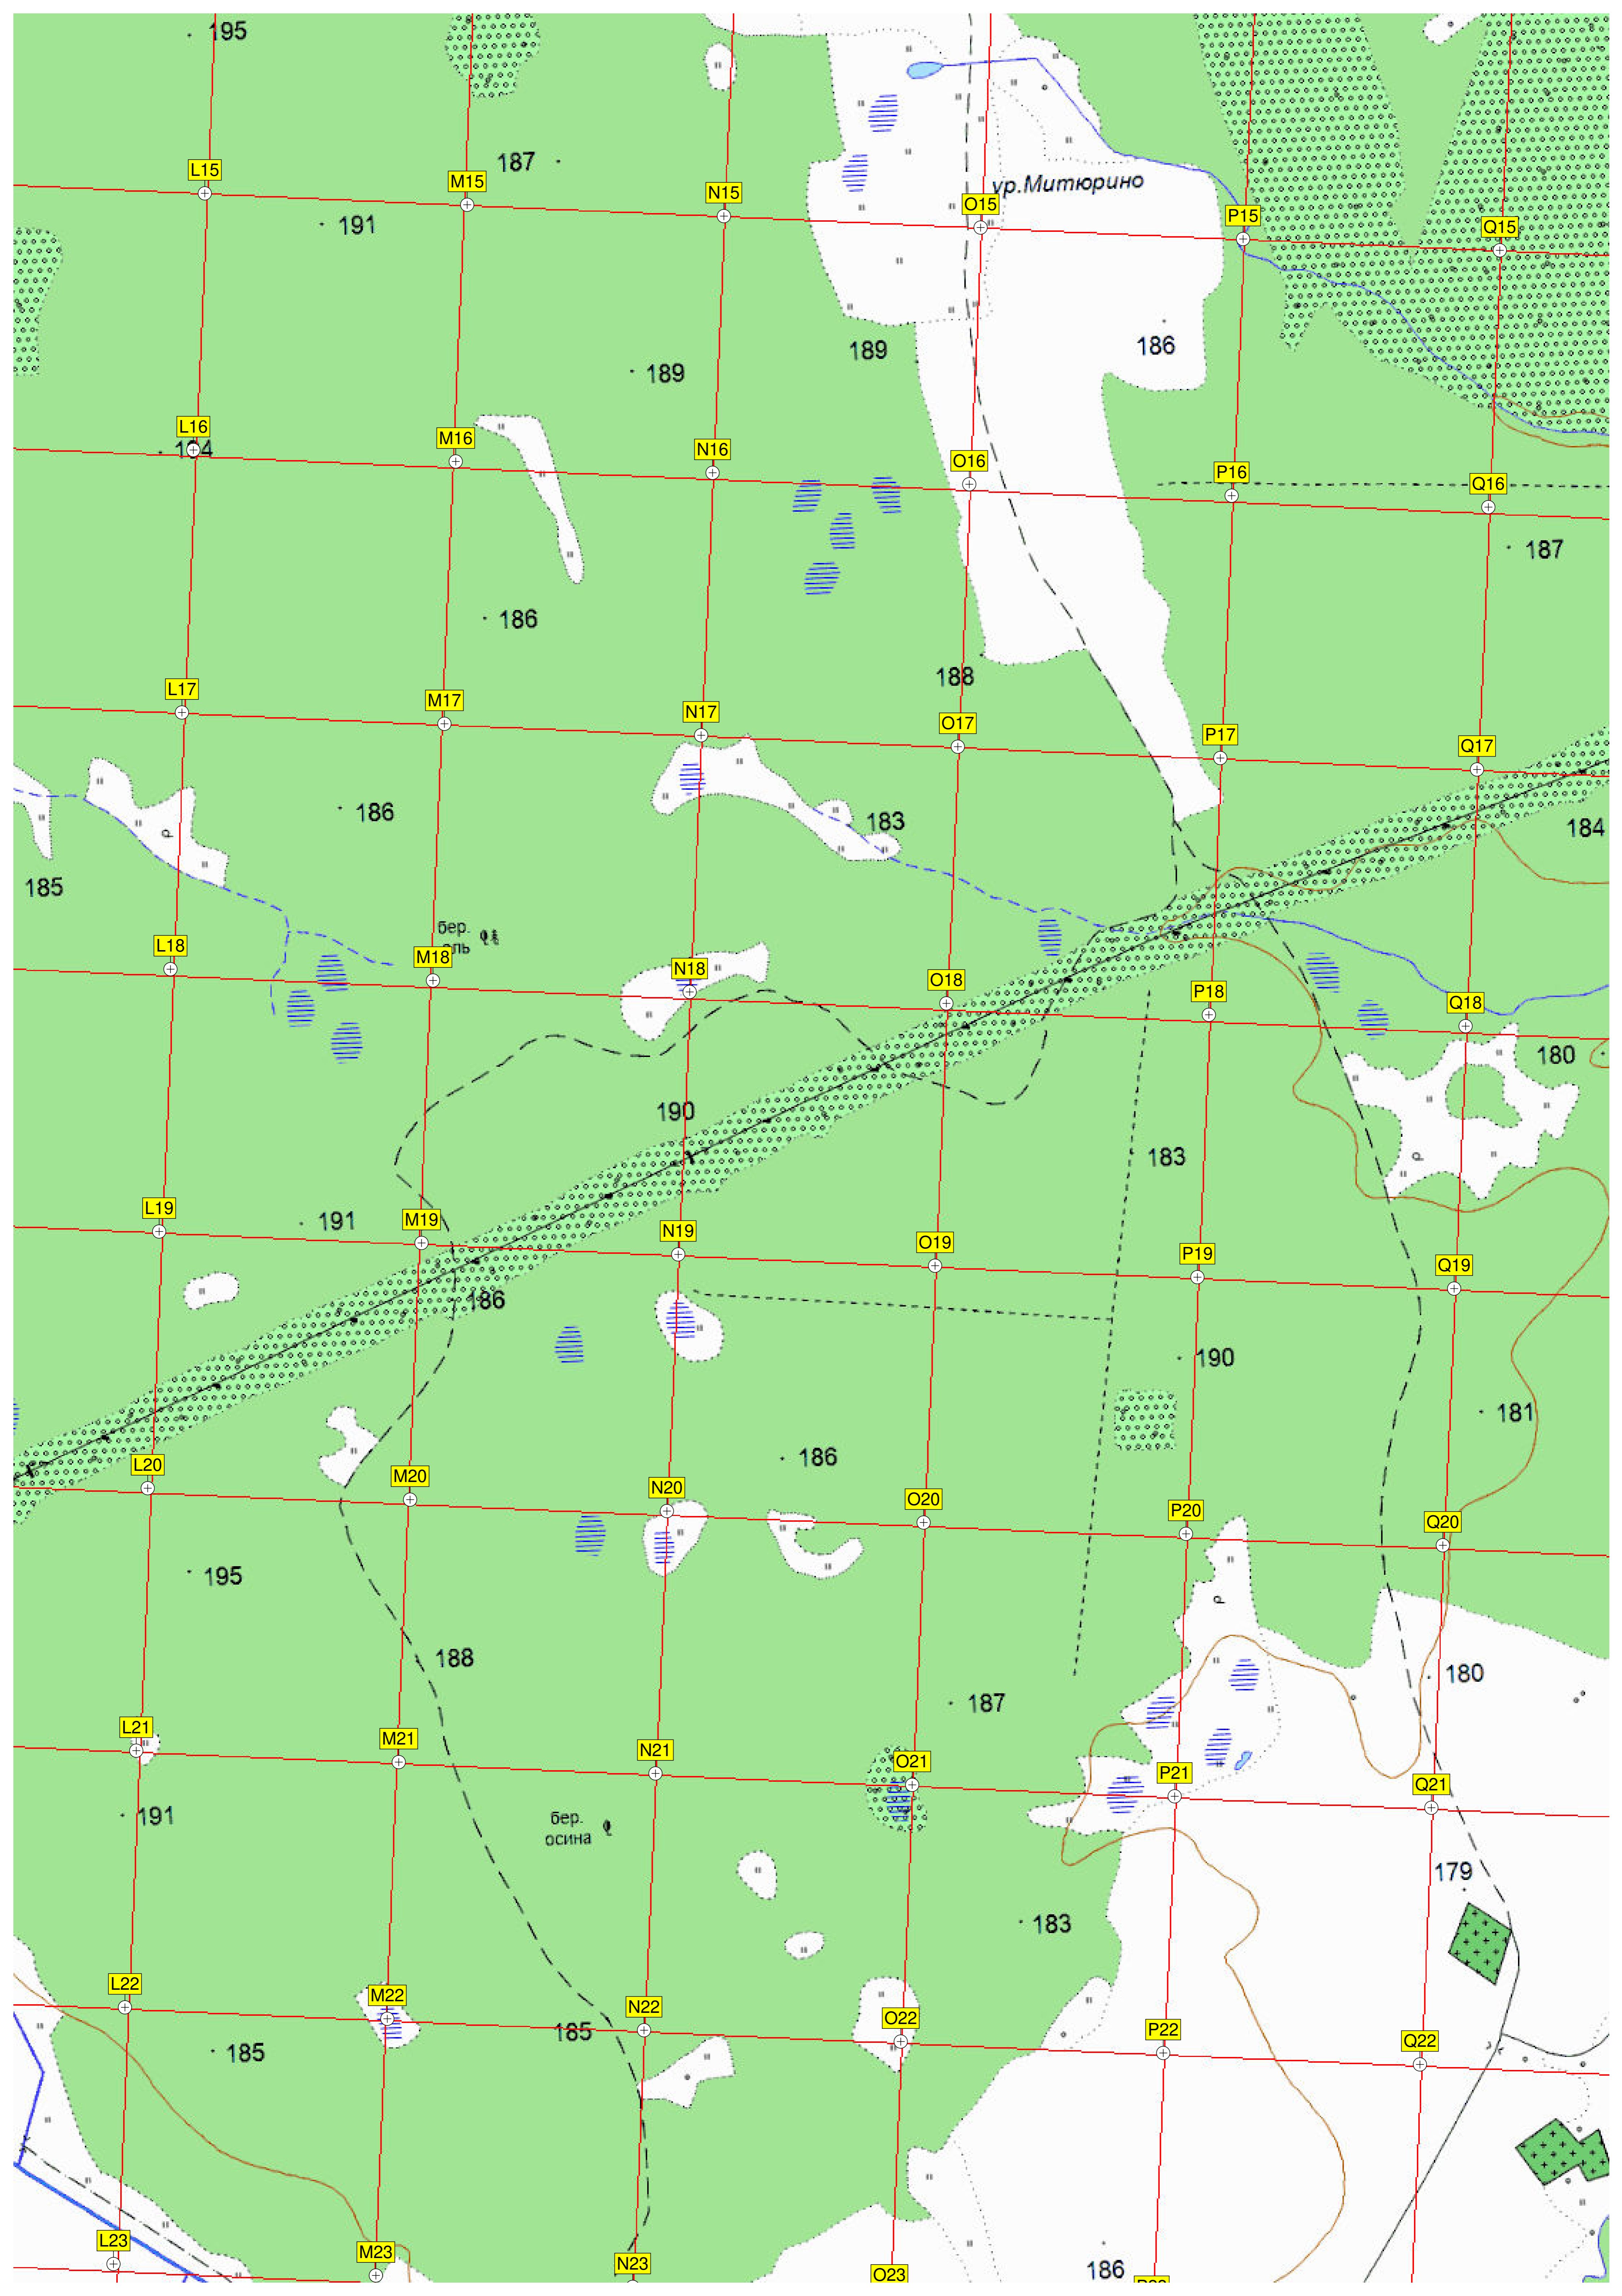 195
187
L15
M15
ур.Митюрино
N15
O15
P15
191
Q15
186
189
189
L16
M16
N16
194
O16
P16
Q16
187
186
188
L17
M17
N17
O17
P17
Q17
186
183
184
185
бер.
ель
L18
M18
N18
O18
P18
Q18
180
190
183
L19
191
M19
N19
O19
P19
Q19
186
190
181
186
L20
M20
N20
O20
P20
Q20
195
188
180
187
L21
M21
N21
O21
P21
Q21
191
бер.
осина
179
183
L22
M22
N22
O22
P22
Q22
185
185
L23
M23
N23
O23
186